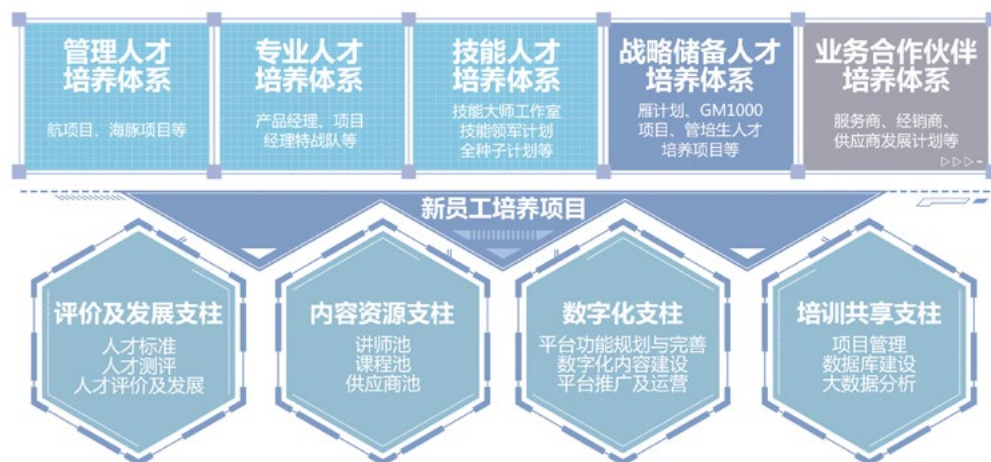 管理人才
培养体系
航项目、海豚项目等
专业人才
培养体系
产品经理、项目
经理特战队等
技能人才
培养体系
技能大师工作室
技能领军计划
全种子计划等
战略储备人才
培养体系
雁计划、GM1000
项目、管培生人才
培养项目等
业务合作伙伴
培养体系
服务商、经销商、
供应商发展计划等
新员工培养项目
评价及发展支柱
人才标准
人才测评
人才评价及发展
内容资源支柱
讲师池
课程池
供应商池
数字化支柱
平台功能规划与完善
数字化内容建设
平台推广及运营
培训共享支柱
项目管理
数据库建设
大数据分析